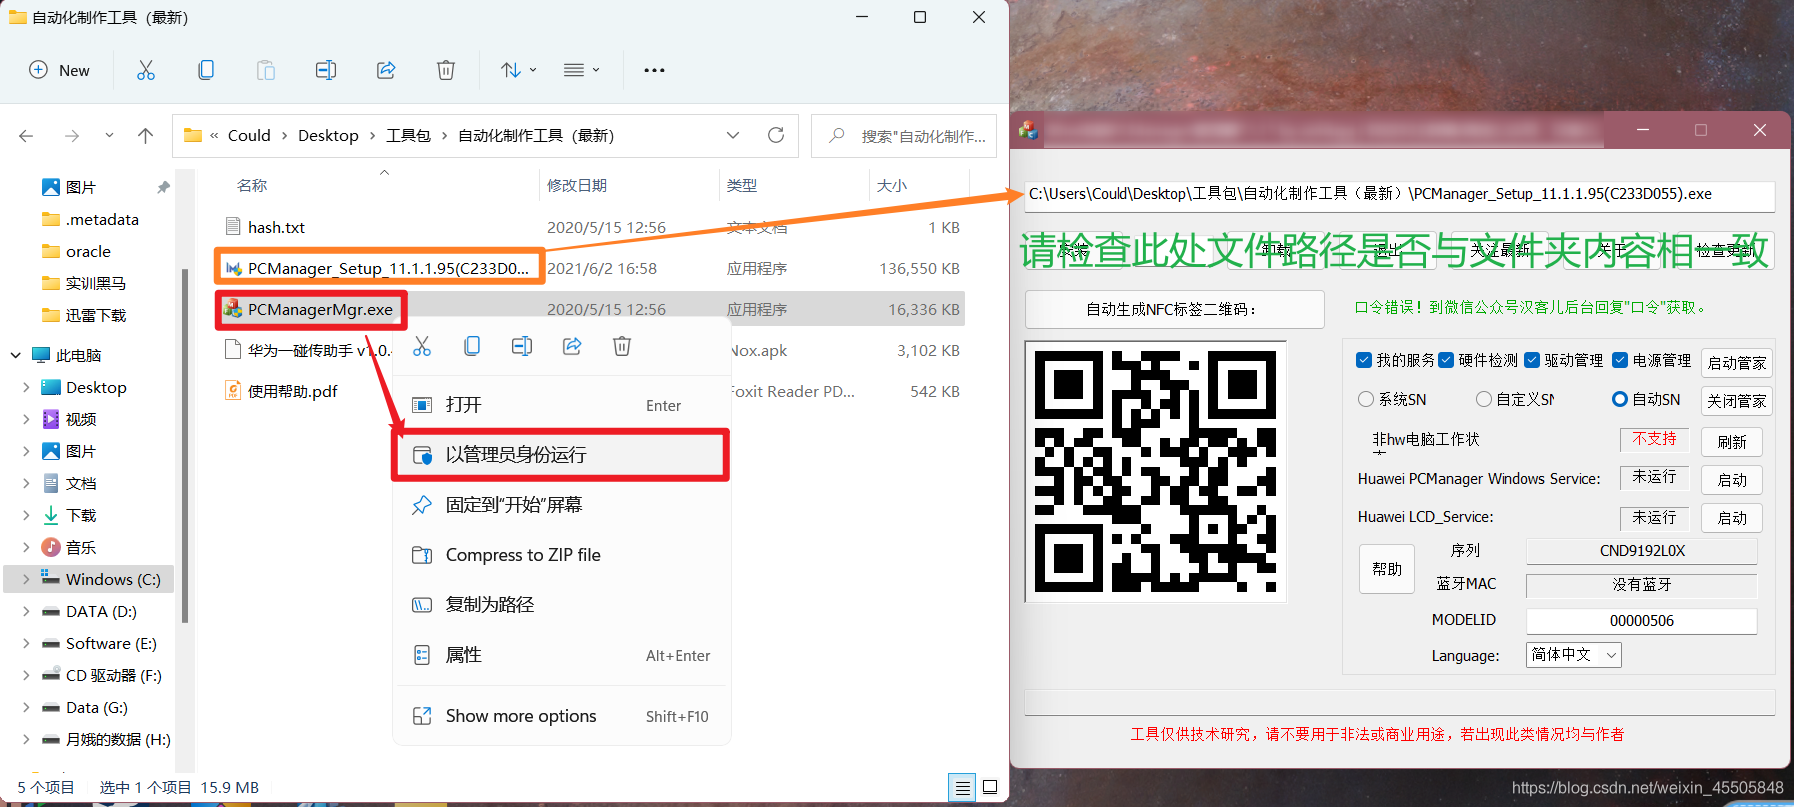 自动化制作工具（最新）
New
« Could › Desktop › 工具包 › 自动化制作工具（最新）
搜索"自动化制作...
图片
.metadata
oracle
实训黑马
迅雷下载
此电脑
Desktop
视频
图片
文档
下载
音乐
Windows (C:)
DATA (D:)
Software (E:)
CD 驱动器 (F:)
Data (G:)
月娥的数据 (H:)
名称 修改日期 类型 大小
hash.txt 2020/5/15 12:56 文本文档 1 KB
PCManager_Setup_11.1.1.95(C233D0... 2021/6/2 16:58 应用程序 136,550 KB
PCManagerMgr.exe 2020/5/15 12:56 应用程序 16,336 KB
华为一碰传助手 v1.0. Nox.apk 3,102 KB
使用帮助.pdf Foxit Reader PD... 542 KB
打开 Enter
以管理员身份运行
固定到"开始"屏幕
Compress to ZIP file
复制为路径
属性 Alt+Enter
Show more options Shift+F10
5 个项目 选中 1 个项目 15.9 MB
C:\Users\Could\Desktop\工具包\自动化制作工具（最新）\PCManager_Setup_11.1.1.95(C233D055).exe
请检查此处文件路径是否与文件夹内容相一致
安装 卸载 退出 关注最新 关于 检查更新
自动生成NFC标签二维码：
口令错误！到微信公众号汉客儿后台回复"口令"获取。
我的服务 硬件检测 驱动管理 电源管理 启动管家
系统SN 自定义SN 自动SN 关闭管家
非hw电脑工作状 不支持 刷新
Huawei PCManager Windows Service: 未运行 启动
Huawei LCD_Service: 未运行 启动
帮助
序列 CND9192L0X
蓝牙MAC 没有蓝牙
MODELID 00000506
Language: 简体中文
工具仅供技术研究，请不要用于非法或商业用途，若出现此类情况均与作者
https://blog.csdn.net/weixin_45505848